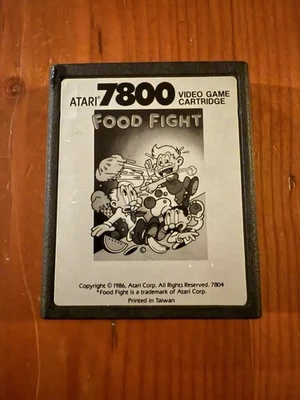 ATARI 7800 VIDEO GAME
CARTRIDGE
FOOD FIGHT
Copyright © 1986, Atari Corp. All Rights Reserved. 7804
*Food Fight is a trademark of Atari Corp.
Printed in Taiwan